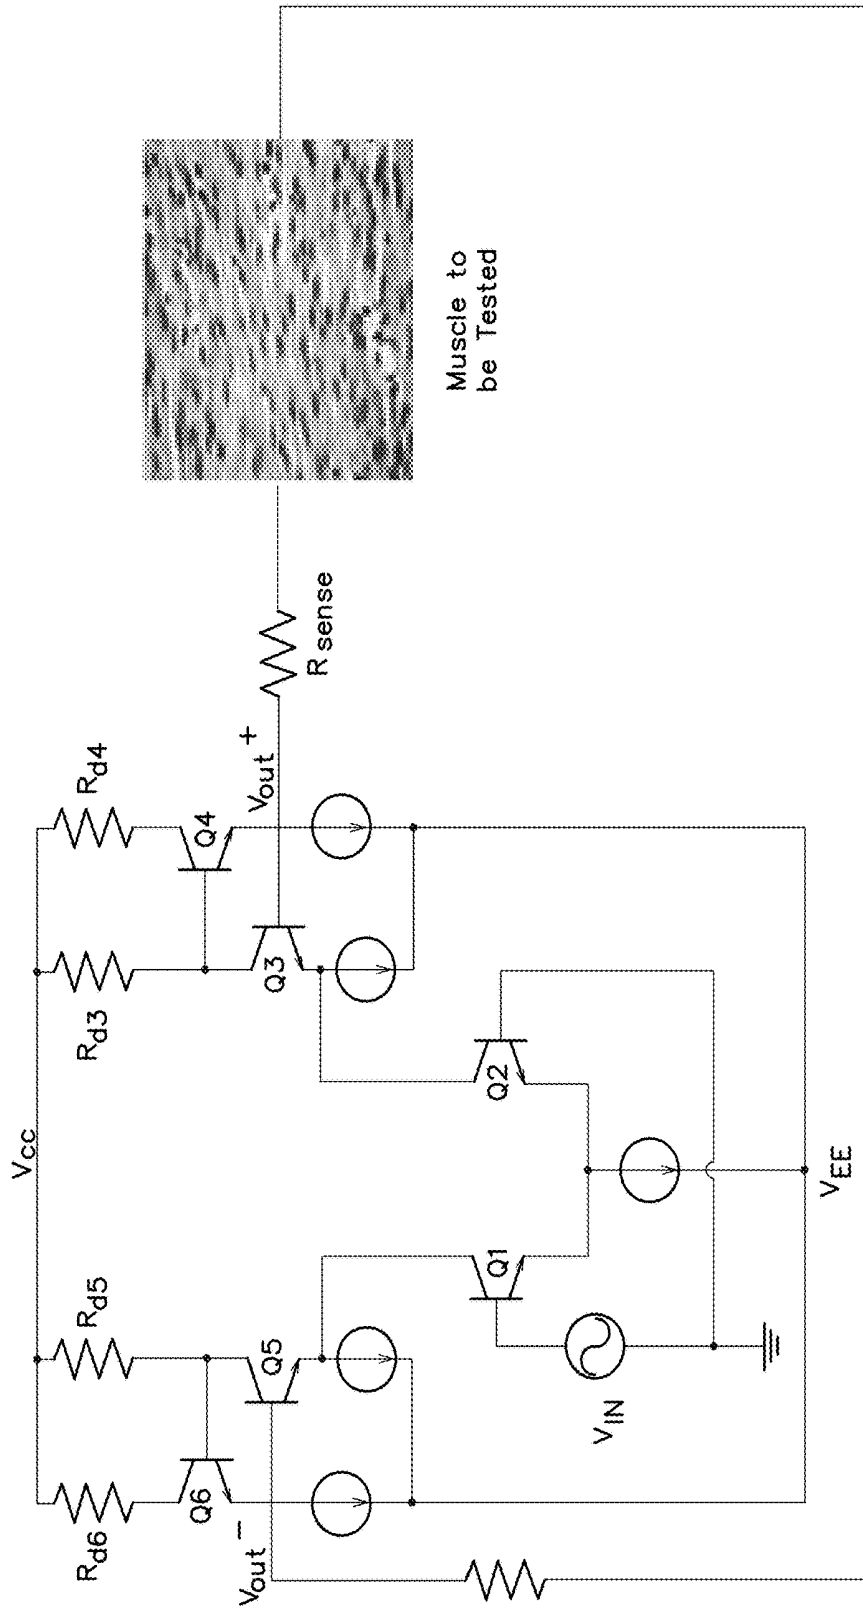 Vcc
Rd6
Rd5
Rd3
Rd4
Q6
Q5
Q3
Q4
Vout-
Vout+
Rsense
Muscle to
be Tested
Q1
Q2
VIN
VEE